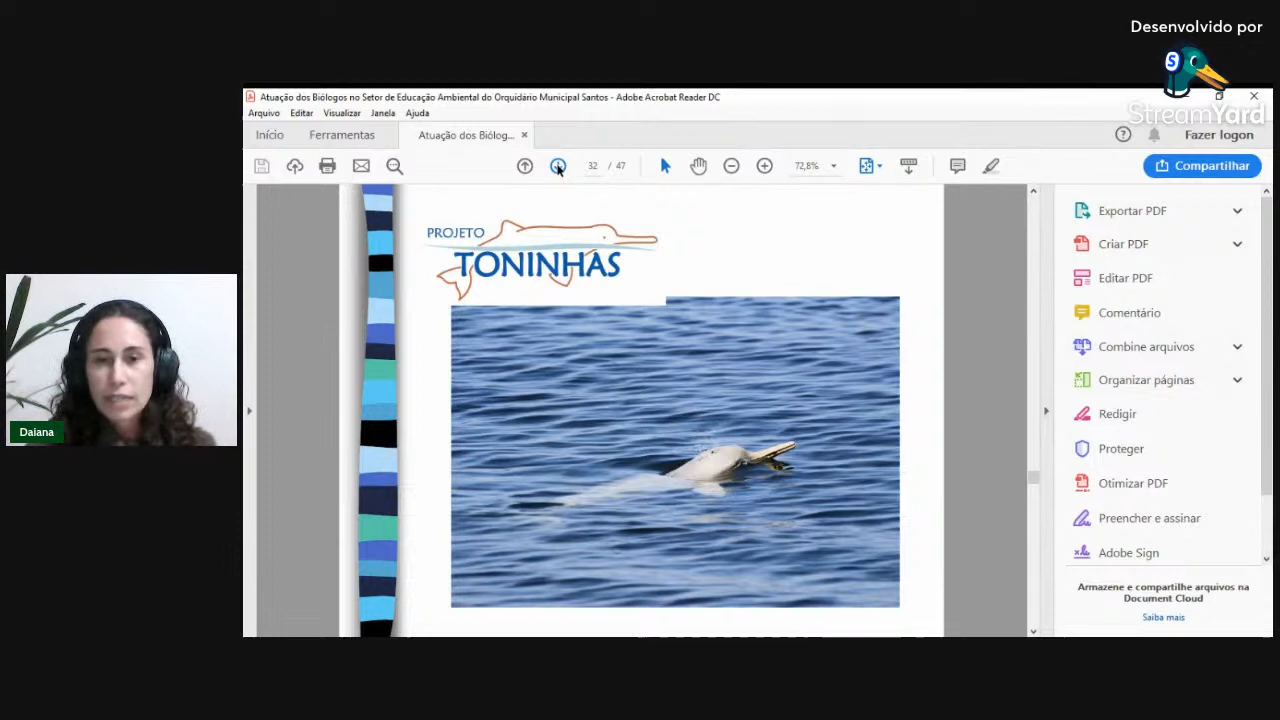 Desenvolvido por
StreamYard
Atuação dos Biólogos no Setor de Educação Ambiental do Orquidário Municipal Santos - Adobe Acrobat Reader DC
Arquivo Editar Visualizar Janela Ajuda
Início Ferramentas Atuação dos Biólog... Fazer logon
32 / 47 72,8% Compartilhar
PROJETO
TONINHAS
Exportar PDF
Criar PDF
Editar PDF
Comentário
Combine arquivos
Organizar páginas
Redigir
Proteger
Otimizar PDF
Preencher e assinar
Adobe Sign
Armazene e compartilhe arquivos na
Document Cloud
Saiba mais
Daiana